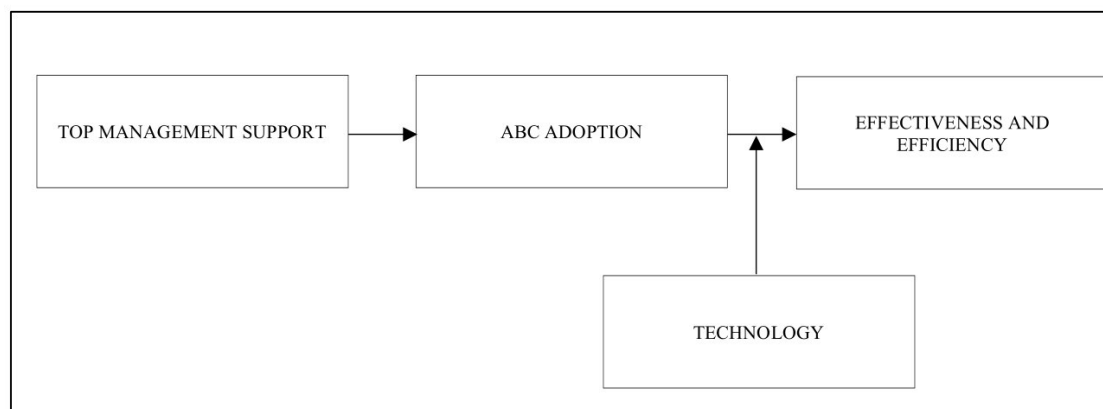 TOP MANAGEMENT SUPPORT
ABC ADOPTION
EFFECTIVENESS AND
EFFICIENCY
TECHNOLOGY